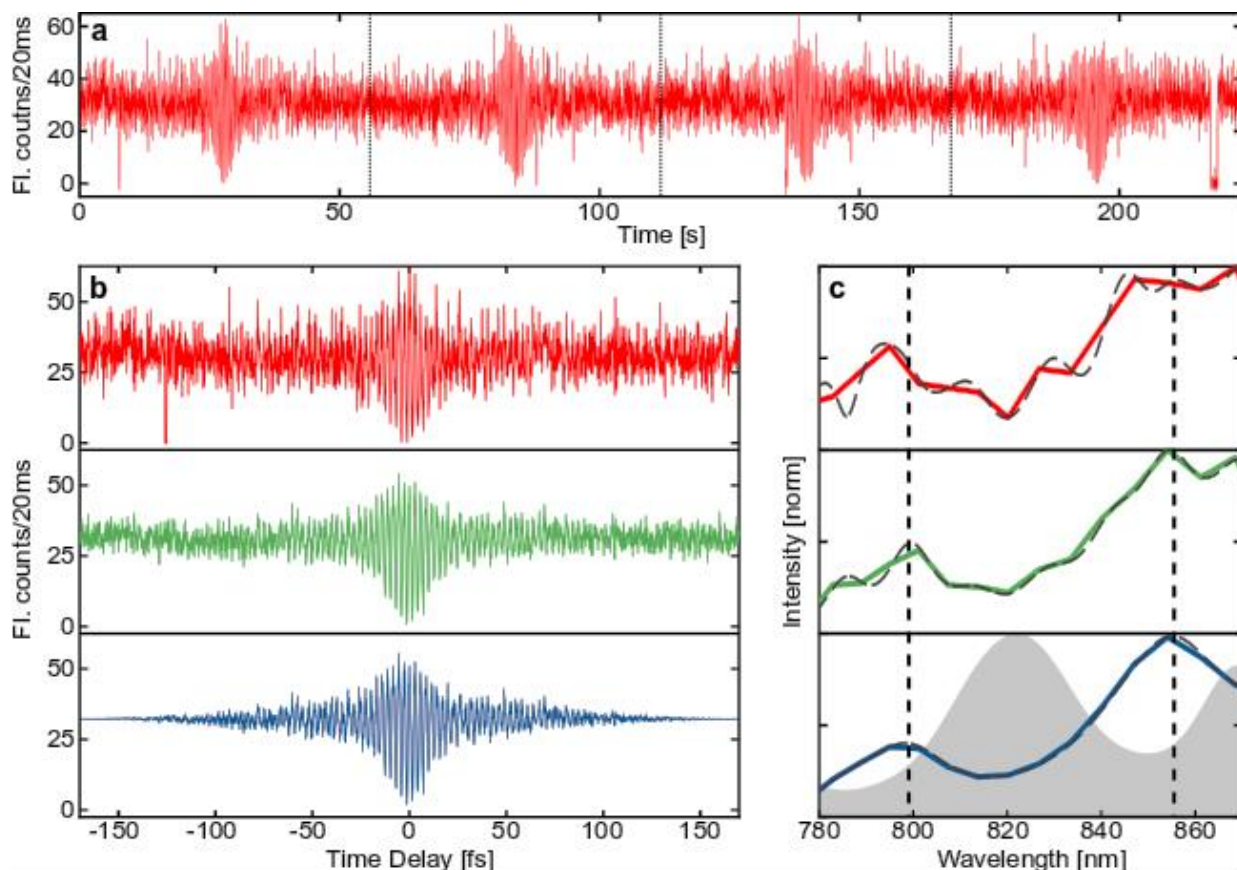 a
Fl. coutns/20ms
60
40
20
0
0 50 100 150 200
Time [s]
b
c
50
25
0
50
25
0
50
25
0
Fl. counts/20ms
Intensity [norm]
-150 -100 -50 0 50 100 150
780 800 820 840 860
Time Delay [fs]
Wavelength [nm]